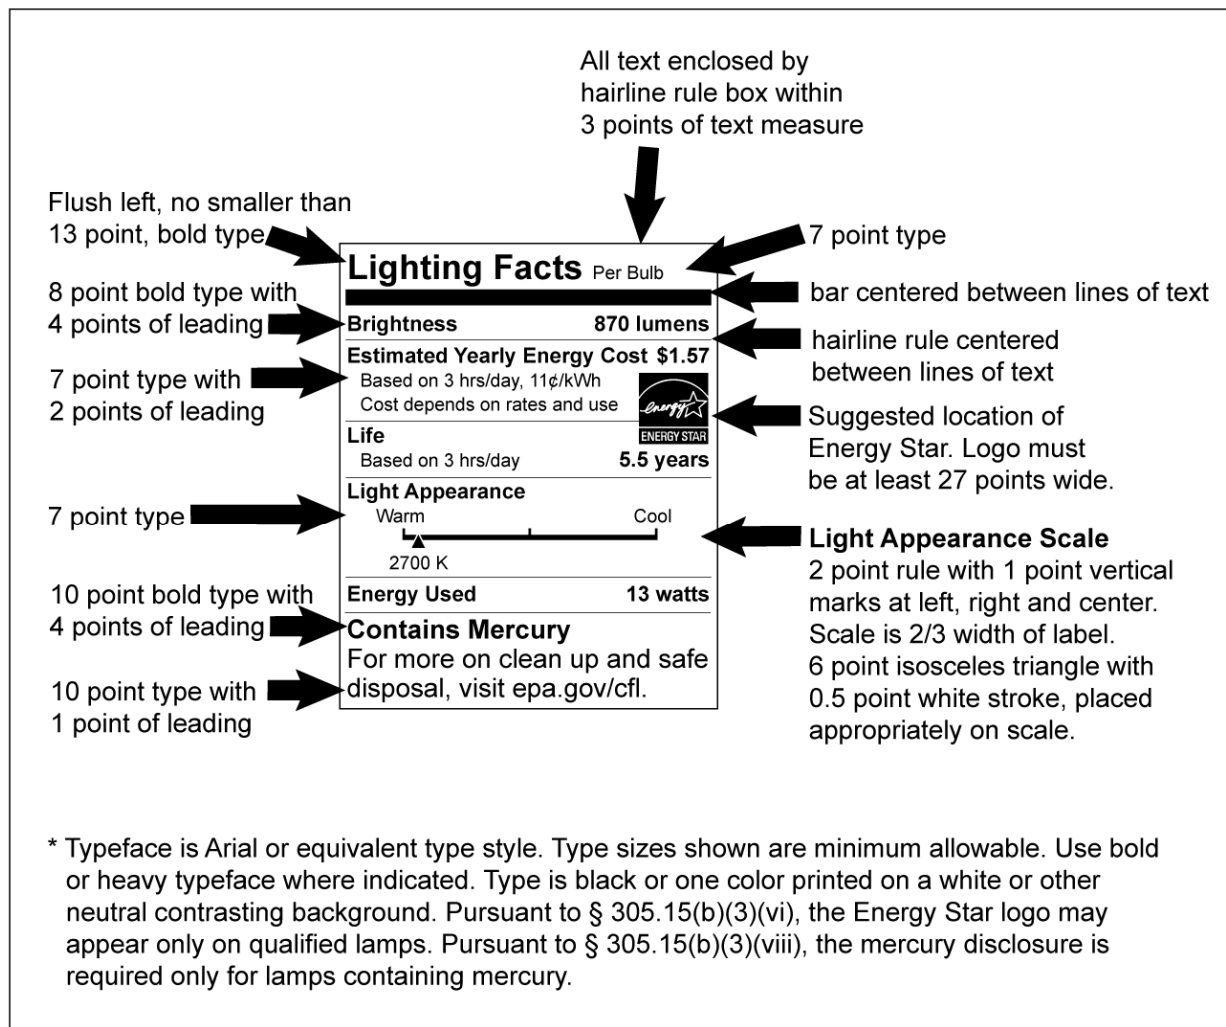 All text enclosed by
hairline rule box within
3 points of text measure
Flush left, no smaller than
13 point, bold type
7 point type
8 point bold type with
4 points of leading
bar centered between lines of text
hairline rule centered
between lines of text
7 point type with
2 points of leading
Suggested location of
Energy Star. Logo must
be at least 27 points wide.
7 point type
Light Appearance Scale
2 point rule with 1 point vertical
marks at left, right and center.
Scale is 2/3 width of label.
6 point isosceles triangle with
0.5 point white stroke, placed
appropriately on scale.
10 point bold type with
4 points of leading
10 point type with
1 point of leading
Lighting Facts Per Bulb
Brightness 870 lumens
Estimated Yearly Energy Cost $1.57
Based on 3 hrs/day, 11¢/kWh
Cost depends on rates and use
energy
ENERGY STAR
Life
Based on 3 hrs/day 5.5 years
Light Appearance
Warm Cool
2700 K
Energy Used 13 watts
Contains Mercury
For more on clean up and safe
disposal, visit epa.gov/cfl.
* Typeface is Arial or equivalent type style. Type sizes shown are minimum allowable. Use bold
or heavy typeface where indicated. Type is black or one color printed on a white or other
neutral contrasting background. Pursuant to § 305.15(b)(3)(vi), the Energy Star logo may
appear only on qualified lamps. Pursuant to § 305.15(b)(3)(viii), the mercury disclosure is
required only for lamps containing mercury.